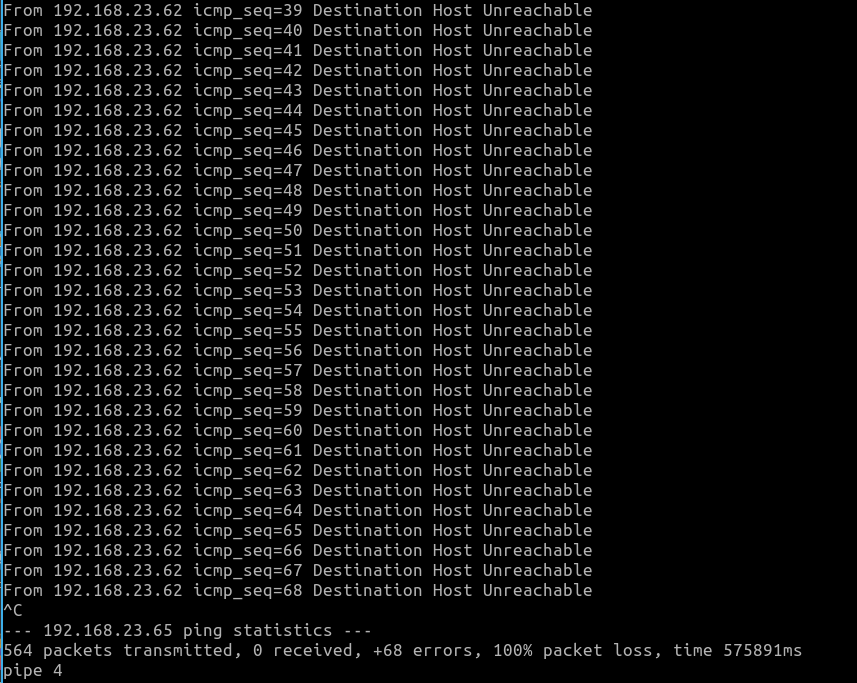 From 192.168.23.62 icmp_seq=39 Destination Host Unreachable
From 192.168.23.62 icmp_seq=40 Destination Host Unreachable
From 192.168.23.62 icmp_seq=41 Destination Host Unreachable
From 192.168.23.62 icmp_seq=42 Destination Host Unreachable
From 192.168.23.62 icmp_seq=43 Destination Host Unreachable
From 192.168.23.62 icmp_seq=44 Destination Host Unreachable
From 192.168.23.62 icmp_seq=45 Destination Host Unreachable
From 192.168.23.62 icmp_seq=46 Destination Host Unreachable
From 192.168.23.62 icmp_seq=47 Destination Host Unreachable
From 192.168.23.62 icmp_seq=48 Destination Host Unreachable
From 192.168.23.62 icmp_seq=49 Destination Host Unreachable
From 192.168.23.62 icmp_seq=50 Destination Host Unreachable
From 192.168.23.62 icmp_seq=51 Destination Host Unreachable
From 192.168.23.62 icmp_seq=52 Destination Host Unreachable
From 192.168.23.62 icmp_seq=53 Destination Host Unreachable
From 192.168.23.62 icmp_seq=54 Destination Host Unreachable
From 192.168.23.62 icmp_seq=55 Destination Host Unreachable
From 192.168.23.62 icmp_seq=56 Destination Host Unreachable
From 192.168.23.62 icmp_seq=57 Destination Host Unreachable
From 192.168.23.62 icmp_seq=58 Destination Host Unreachable
From 192.168.23.62 icmp_seq=59 Destination Host Unreachable
From 192.168.23.62 icmp_seq=60 Destination Host Unreachable
From 192.168.23.62 icmp_seq=61 Destination Host Unreachable
From 192.168.23.62 icmp_seq=62 Destination Host Unreachable
From 192.168.23.62 icmp_seq=63 Destination Host Unreachable
From 192.168.23.62 icmp_seq=64 Destination Host Unreachable
From 192.168.23.62 icmp_seq=65 Destination Host Unreachable
From 192.168.23.62 icmp_seq=66 Destination Host Unreachable
From 192.168.23.62 icmp_seq=67 Destination Host Unreachable
From 192.168.23.62 icmp_seq=68 Destination Host Unreachable
^C
--- 192.168.23.65 ping statistics ---
564 packets transmitted, 0 received, +68 errors, 100% packet loss, time 575891ms
pipe 4